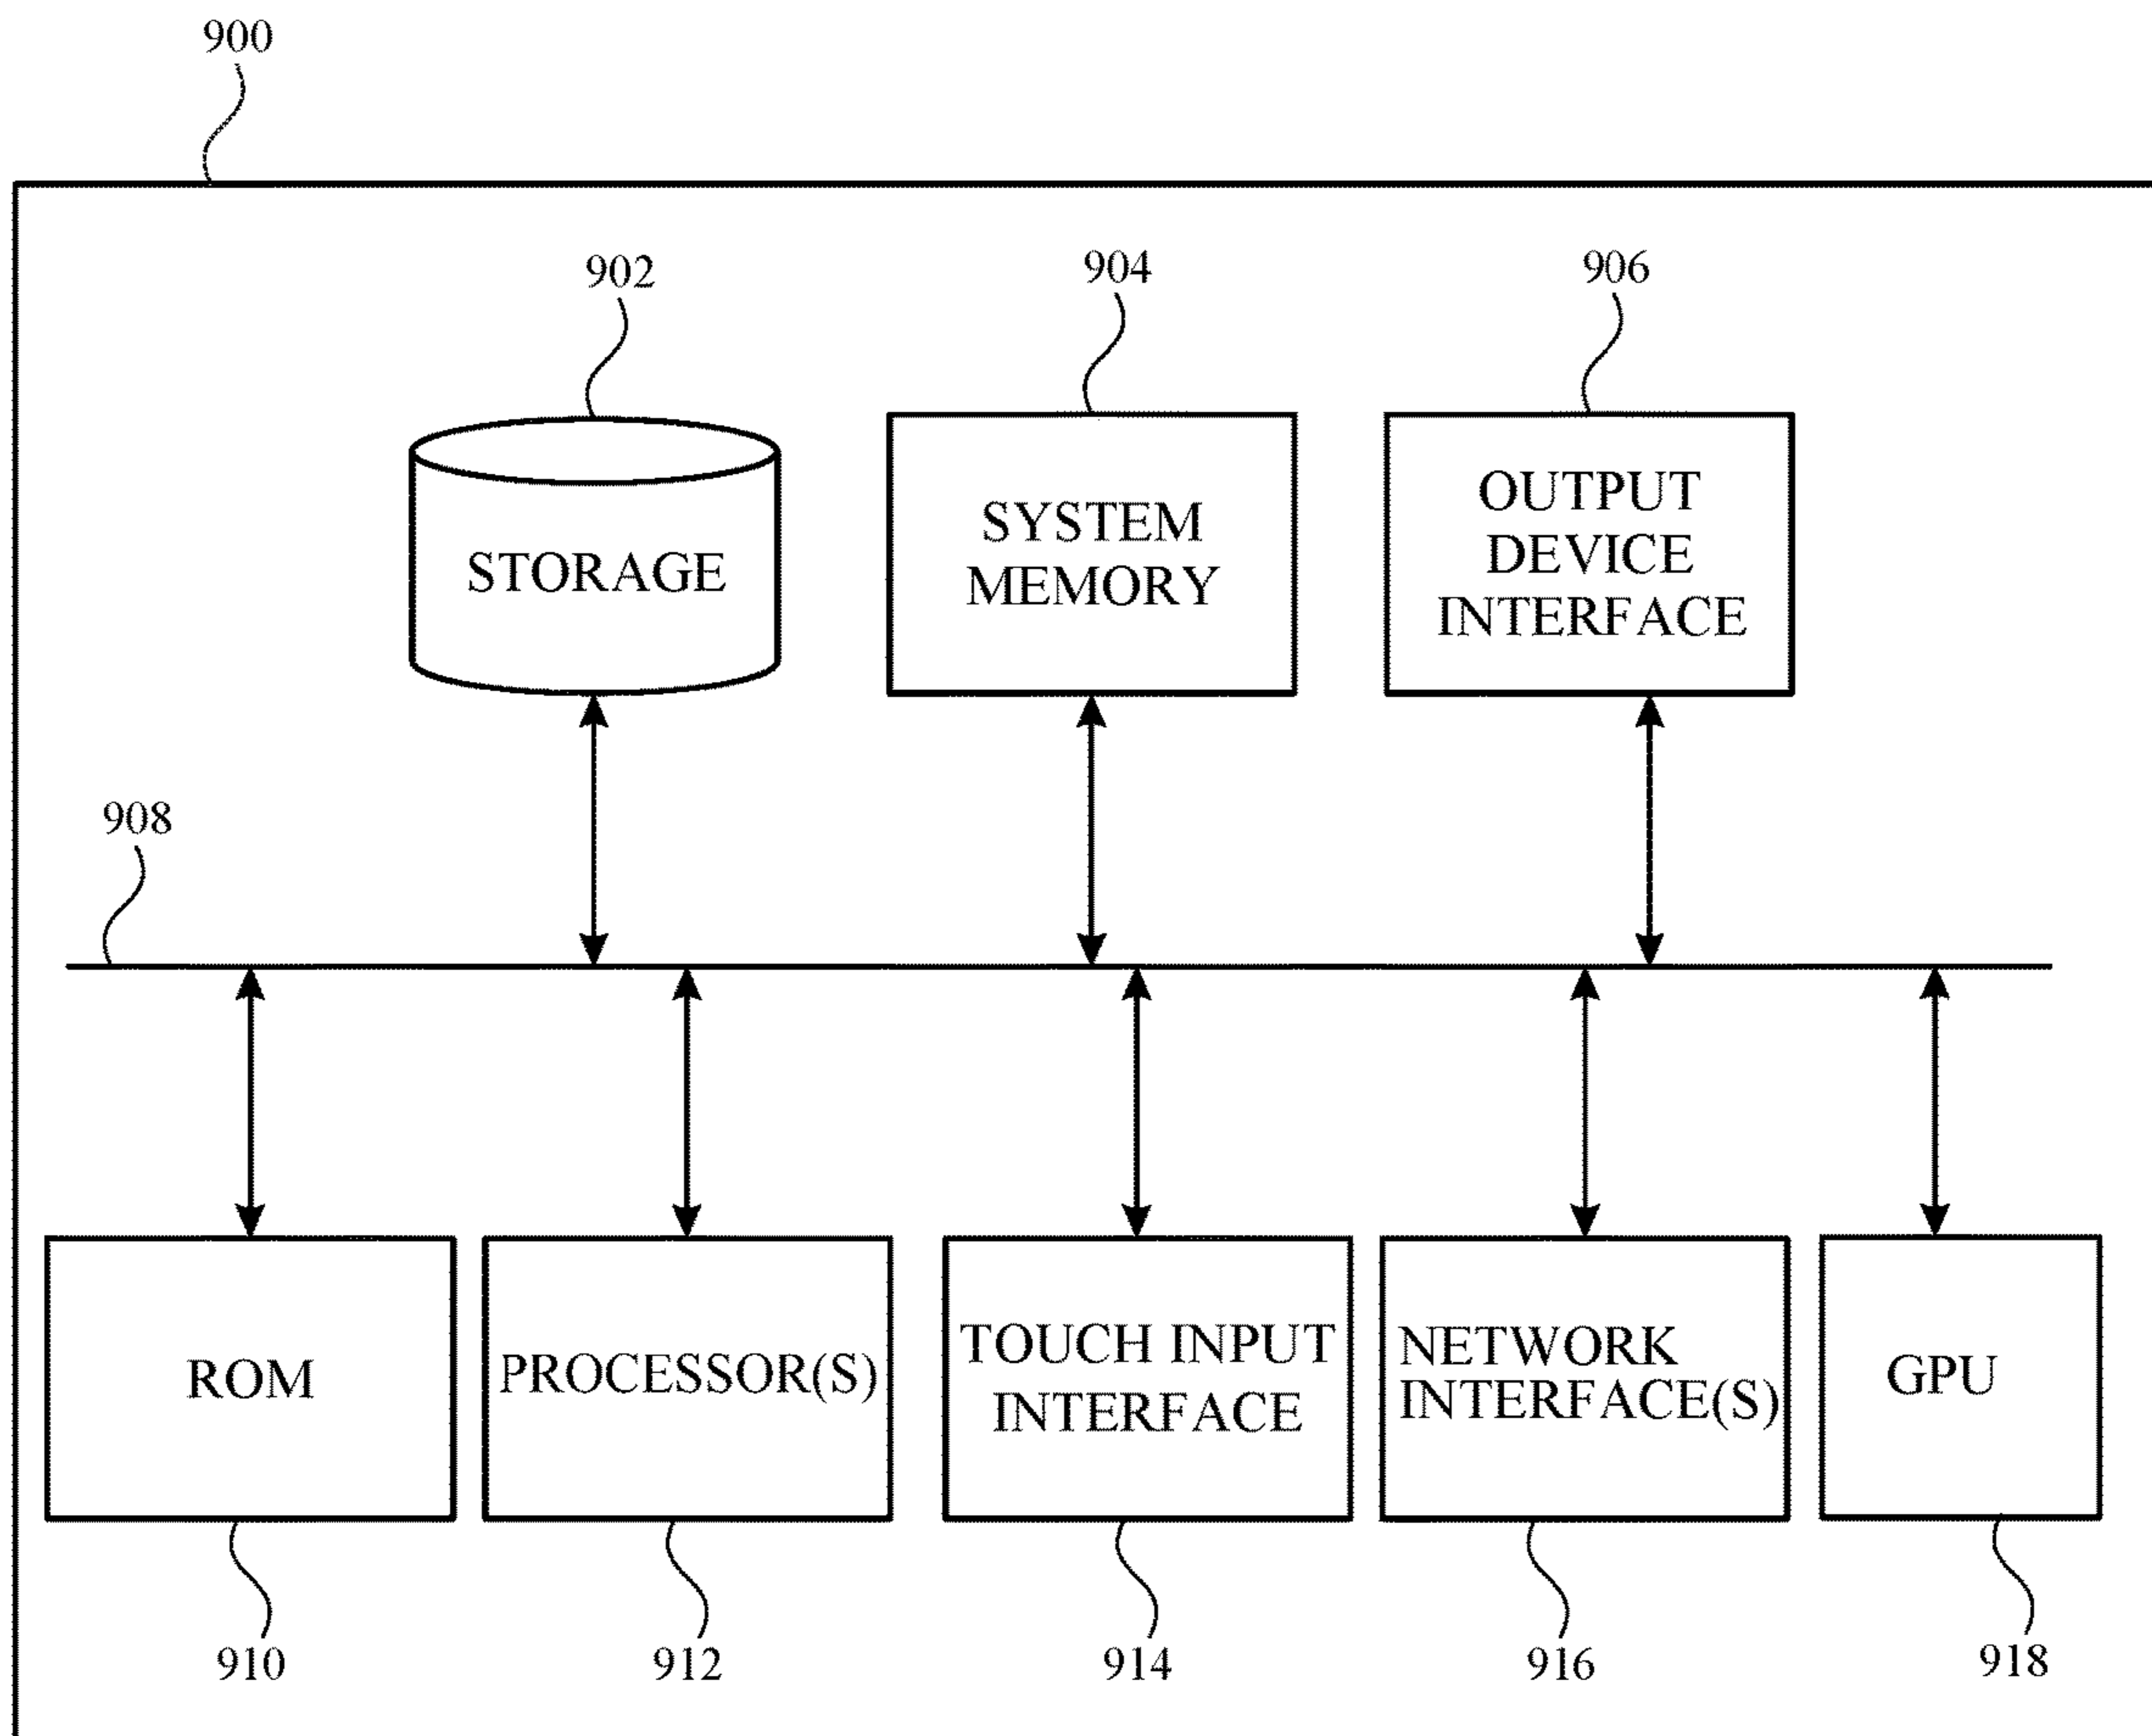 900
902
904
906
STORAGE
SYSTEM
MEMORY
OUTPUT
DEVICE
INTERFACE
908
ROM
PROCESSOR(S)
TOUCH INPUT
INTERFACE
NETWORK
INTERFACE(S)
GPU
910
912
914
916
918